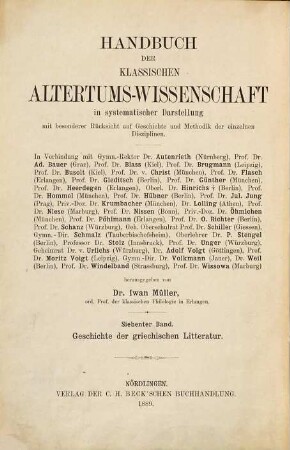 HANDBUCH
DER
KLASSISCHEN
ALTERTUMS-WISSENSCHAFT
in systematischer Darstellung
mit besonderer Rücksicht auf Geschichte und Methodik der einzelnen
Disziplinen.
In Verbindung mit Gymn.-Rektor Dr. Autenrieth (Nürnberg), Prof. Dr.
Ad. Bauer (Graz), Prof. Dr. Blass (Kiel), Prof. Dr. Brugmann (Leipzig),
Prof. Dr. Busolt (Kiel), Prof. Dr. v. Christ (München), Prof. Dr. Flasch
(Erlangen), Prof. Dr. Gleditsch (Berlin), Prof. Dr. Günther (München),
Prof. Dr. Heerdegen (Erlangen), Oberl. Dr. Hinrichs † (Berlin), Prof.
Dr. Hommel (München), Prof. Dr. Hübner (Berlin), Prof. Dr. Jul. Jung
(Prag), Priv.-Doz. Dr. Krumbacher (München), Dr. Lolling (Athen), Prof.
Dr. Niese (Marburg), Prof. Dr. Nissen (Bonn), Priv.-Doz. Dr. Öhmichen
(München), Prof. Dr. Pöhlmann (Erlangen), Prof. Dr. O. Richter (Berlin),
Prof. Dr. Schanz (Würzburg), Geh. Oberschulrat Prof. Dr. Schiller (Giessen),
Gymn.-Dir. Schmalz (Tauberbischofsheim), Oberlehrer Dr. P. Stengel
(Berlin), Professor Dr. Stolz (Innsbruck), Prof. Dr. Unger (Würzburg),
Geheimrat Dr. v. Urlichs (Würzburg), Dr. Adolf Voigt (Göttingen), Prof.
Dr. Moritz Voigt (Leipzig), Gymn.-Dir. Dr. Volkmann (Jauer), Dr. Weil
(Berlin), Prof. Dr. Windelband (Strassburg), Prof. Dr. Wissowa (Marburg)
herausgegeben von
Dr. Iwan Müller,
ord. Prof. der klassischen Philologie in Erlangen.
Siebenter Band.
Geschichte der griechischen Litteratur.
NÖRDLINGEN.
VERLAG DER C. H. BECK'SCHEN BUCHHANDLUNG.
1889.